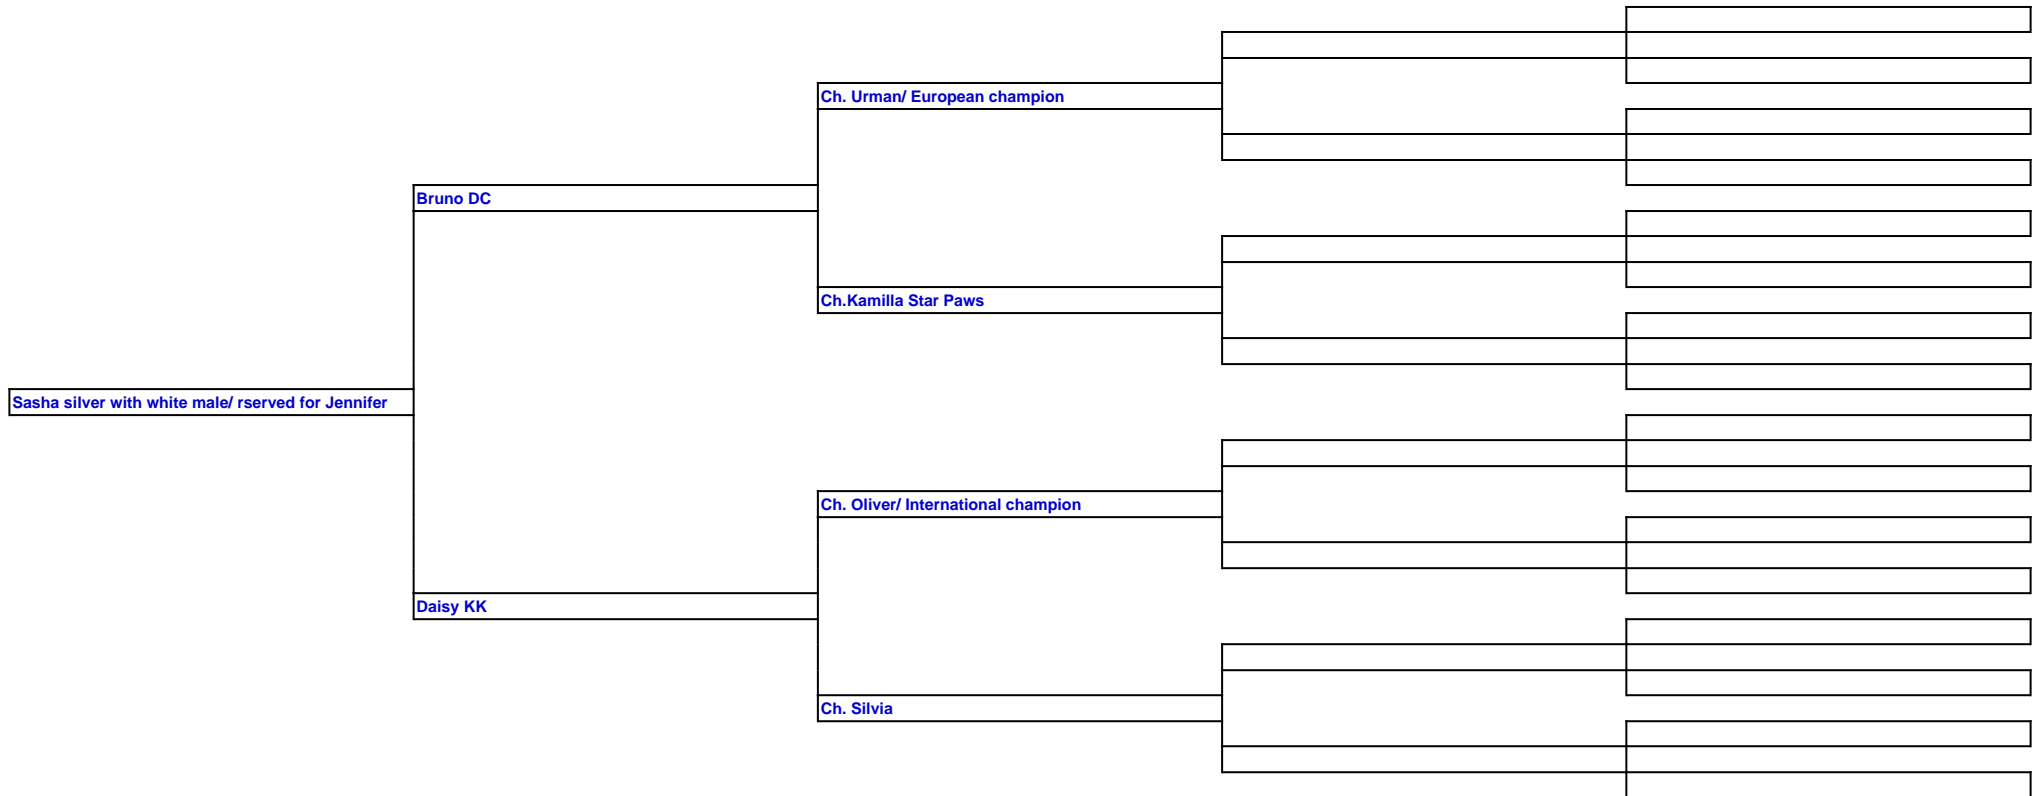 Ch. Urman/ European champion
Bruno DC
Ch.Kamilla Star Paws
Sasha silver with white male/ rserved for Jennifer
Ch. Oliver/ International champion
Daisy KK
Ch. Silvia